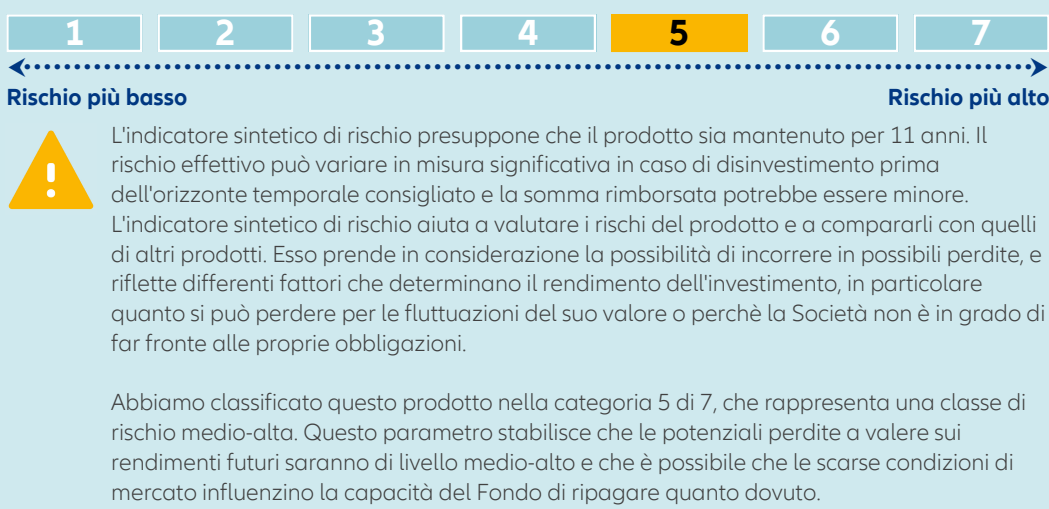 1 2 3 4 5 6 7
Rischio più basso Rischio più alto
L'indicatore sintetico di rischio presuppone che il prodotto sia mantenuto per 11 anni. Il
rischio effettivo può variare in misura significativa in caso di disinvestimento prima
dell'orizzonte temporale consigliato e la somma rimborsata potrebbe essere minore.
L'indicatore sintetico di rischio aiuta a valutare i rischi del prodotto e a compararli con quelli
di altri prodotti. Esso prende in considerazione la possibilità di incorrere in possibili perdite, e
riflette differenti fattori che determinano il rendimento dell'investimento, in particolare
quanto si può perdere per le fluttuazioni del suo valore o perchè la Società non è in grado di
far fronte alle proprie obbligazioni.
Abbiamo classificato questo prodotto nella categoria 5 di 7, che rappresenta una classe di
rischio medio-alta. Questo parametro stabilisce che le potenziali perdite a valere sui
rendimenti futuri saranno di livello medio-alto e che è possibile che le scarse condizioni di
mercato influenzino la capacità del Fondo di ripagare quanto dovuto.